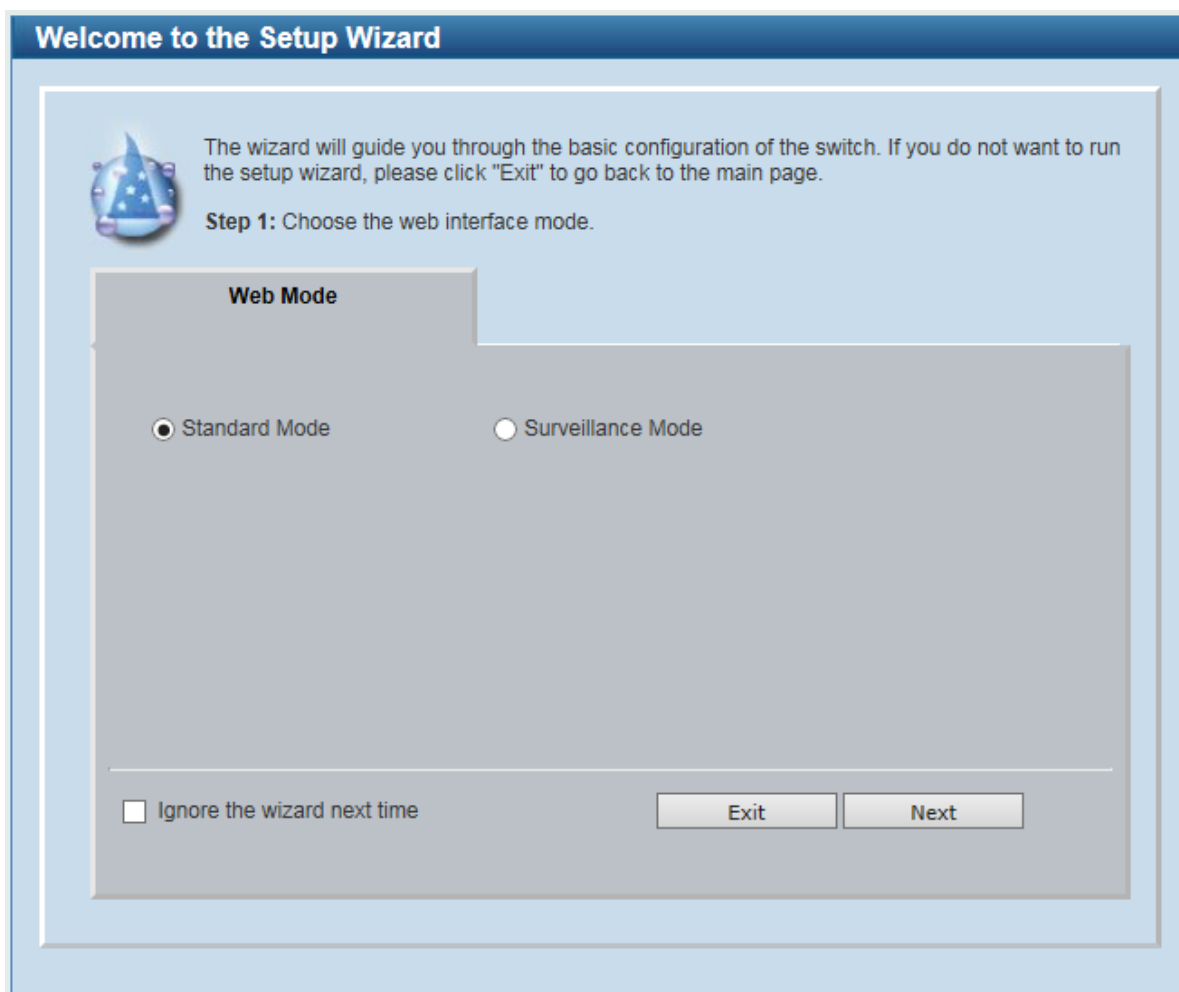 Welcome to the Setup Wizard
The wizard will guide you through the basic configuration of the switch. If you do not want to run
the setup wizard, please click "Exit" to go back to the main page.
Step 1: Choose the web interface mode.
Web Mode
Standard Mode
Surveillance Mode
Ignore the wizard next time
Exit
Next